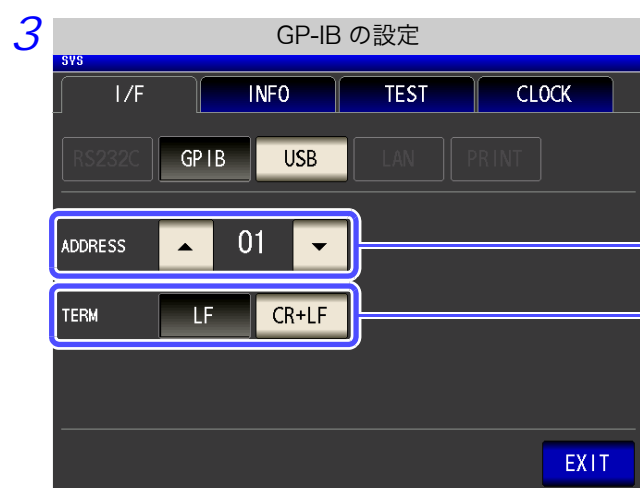 3
GP-IB の設定
SYS
I/F INFO TEST CLOCK
RS232C GPIB USB LAN PRINT
ADDRESS 01
TERM LF CR+LF
EXIT